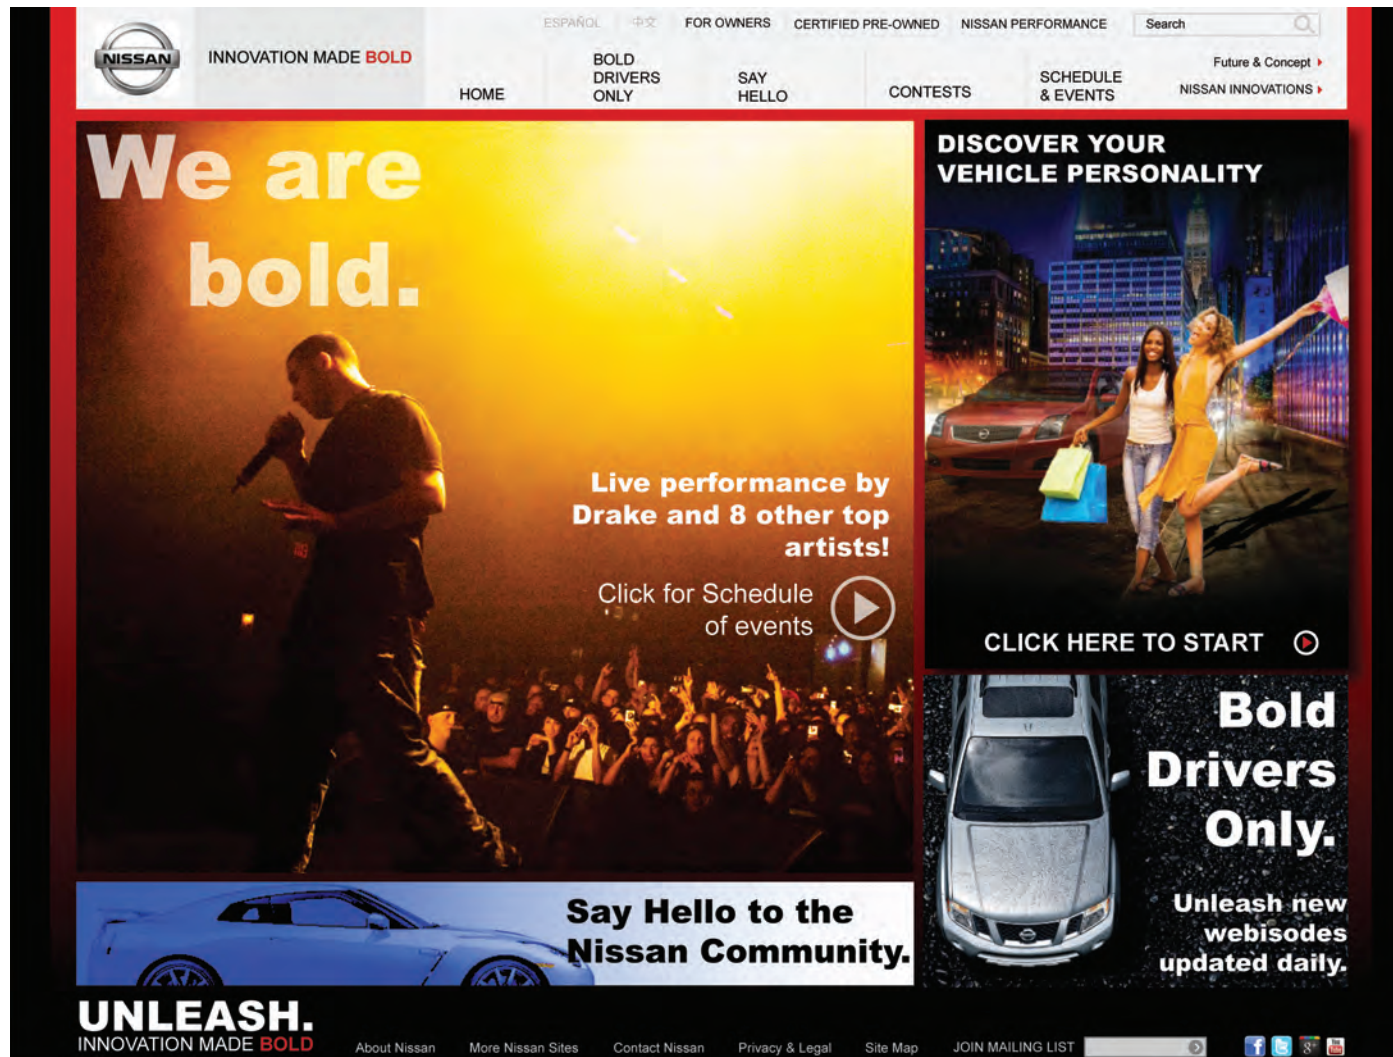 ESPAÑOL 中文 FOR OWNERS CERTIFIED PRE-OWNED NISSAN PERFORMANCE Search
NISSAN
INNOVATION MADE BOLD
HOME
BOLD
DRIVERS
ONLY
SAY
HELLO
CONTESTS
SCHEDULE
& EVENTS
Future & Concept
NISSAN INNOVATIONS
We are
bold.
Live performance by
Drake and 8 other top
artists!
Click for Schedule
of events
DISCOVER YOUR
VEHICLE PERSONALITY
CLICK HERE TO START
Bold
Drivers
Only.
Unleash new
webisodes
updated daily.
Say Hello to the
Nissan Community.
UNLEASH.
INNOVATION MADE BOLD
About Nissan More Nissan Sites Contact Nissan Privacy & Legal Site Map JOIN MAILING LIST
f
g+
You
Tube